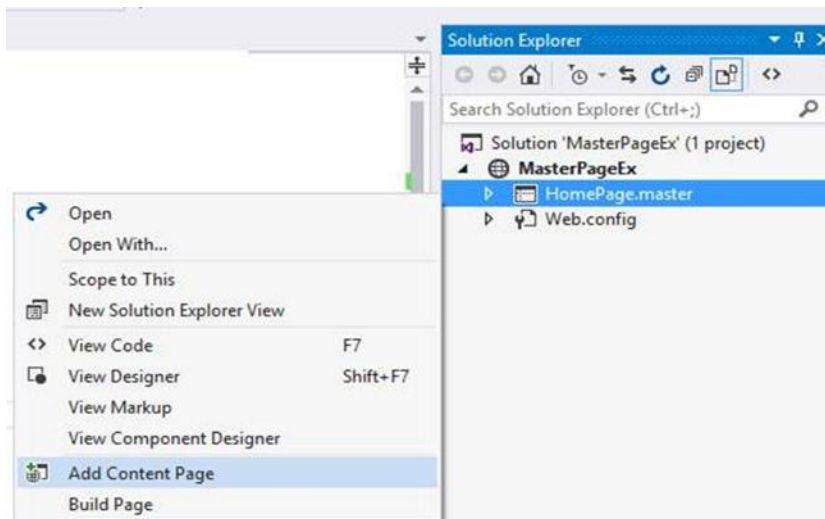 Solution Explorer
Search Solution Explorer (Ctrl+;)
Solution 'MasterPageEx' (1 project)
MasterPageEx
HomePage.master
Web.config
Open
Open With...
Scope to This
New Solution Explorer View
View Code F7
View Designer Shift+F7
View Markup
View Component Designer
Add Content Page
Build Page